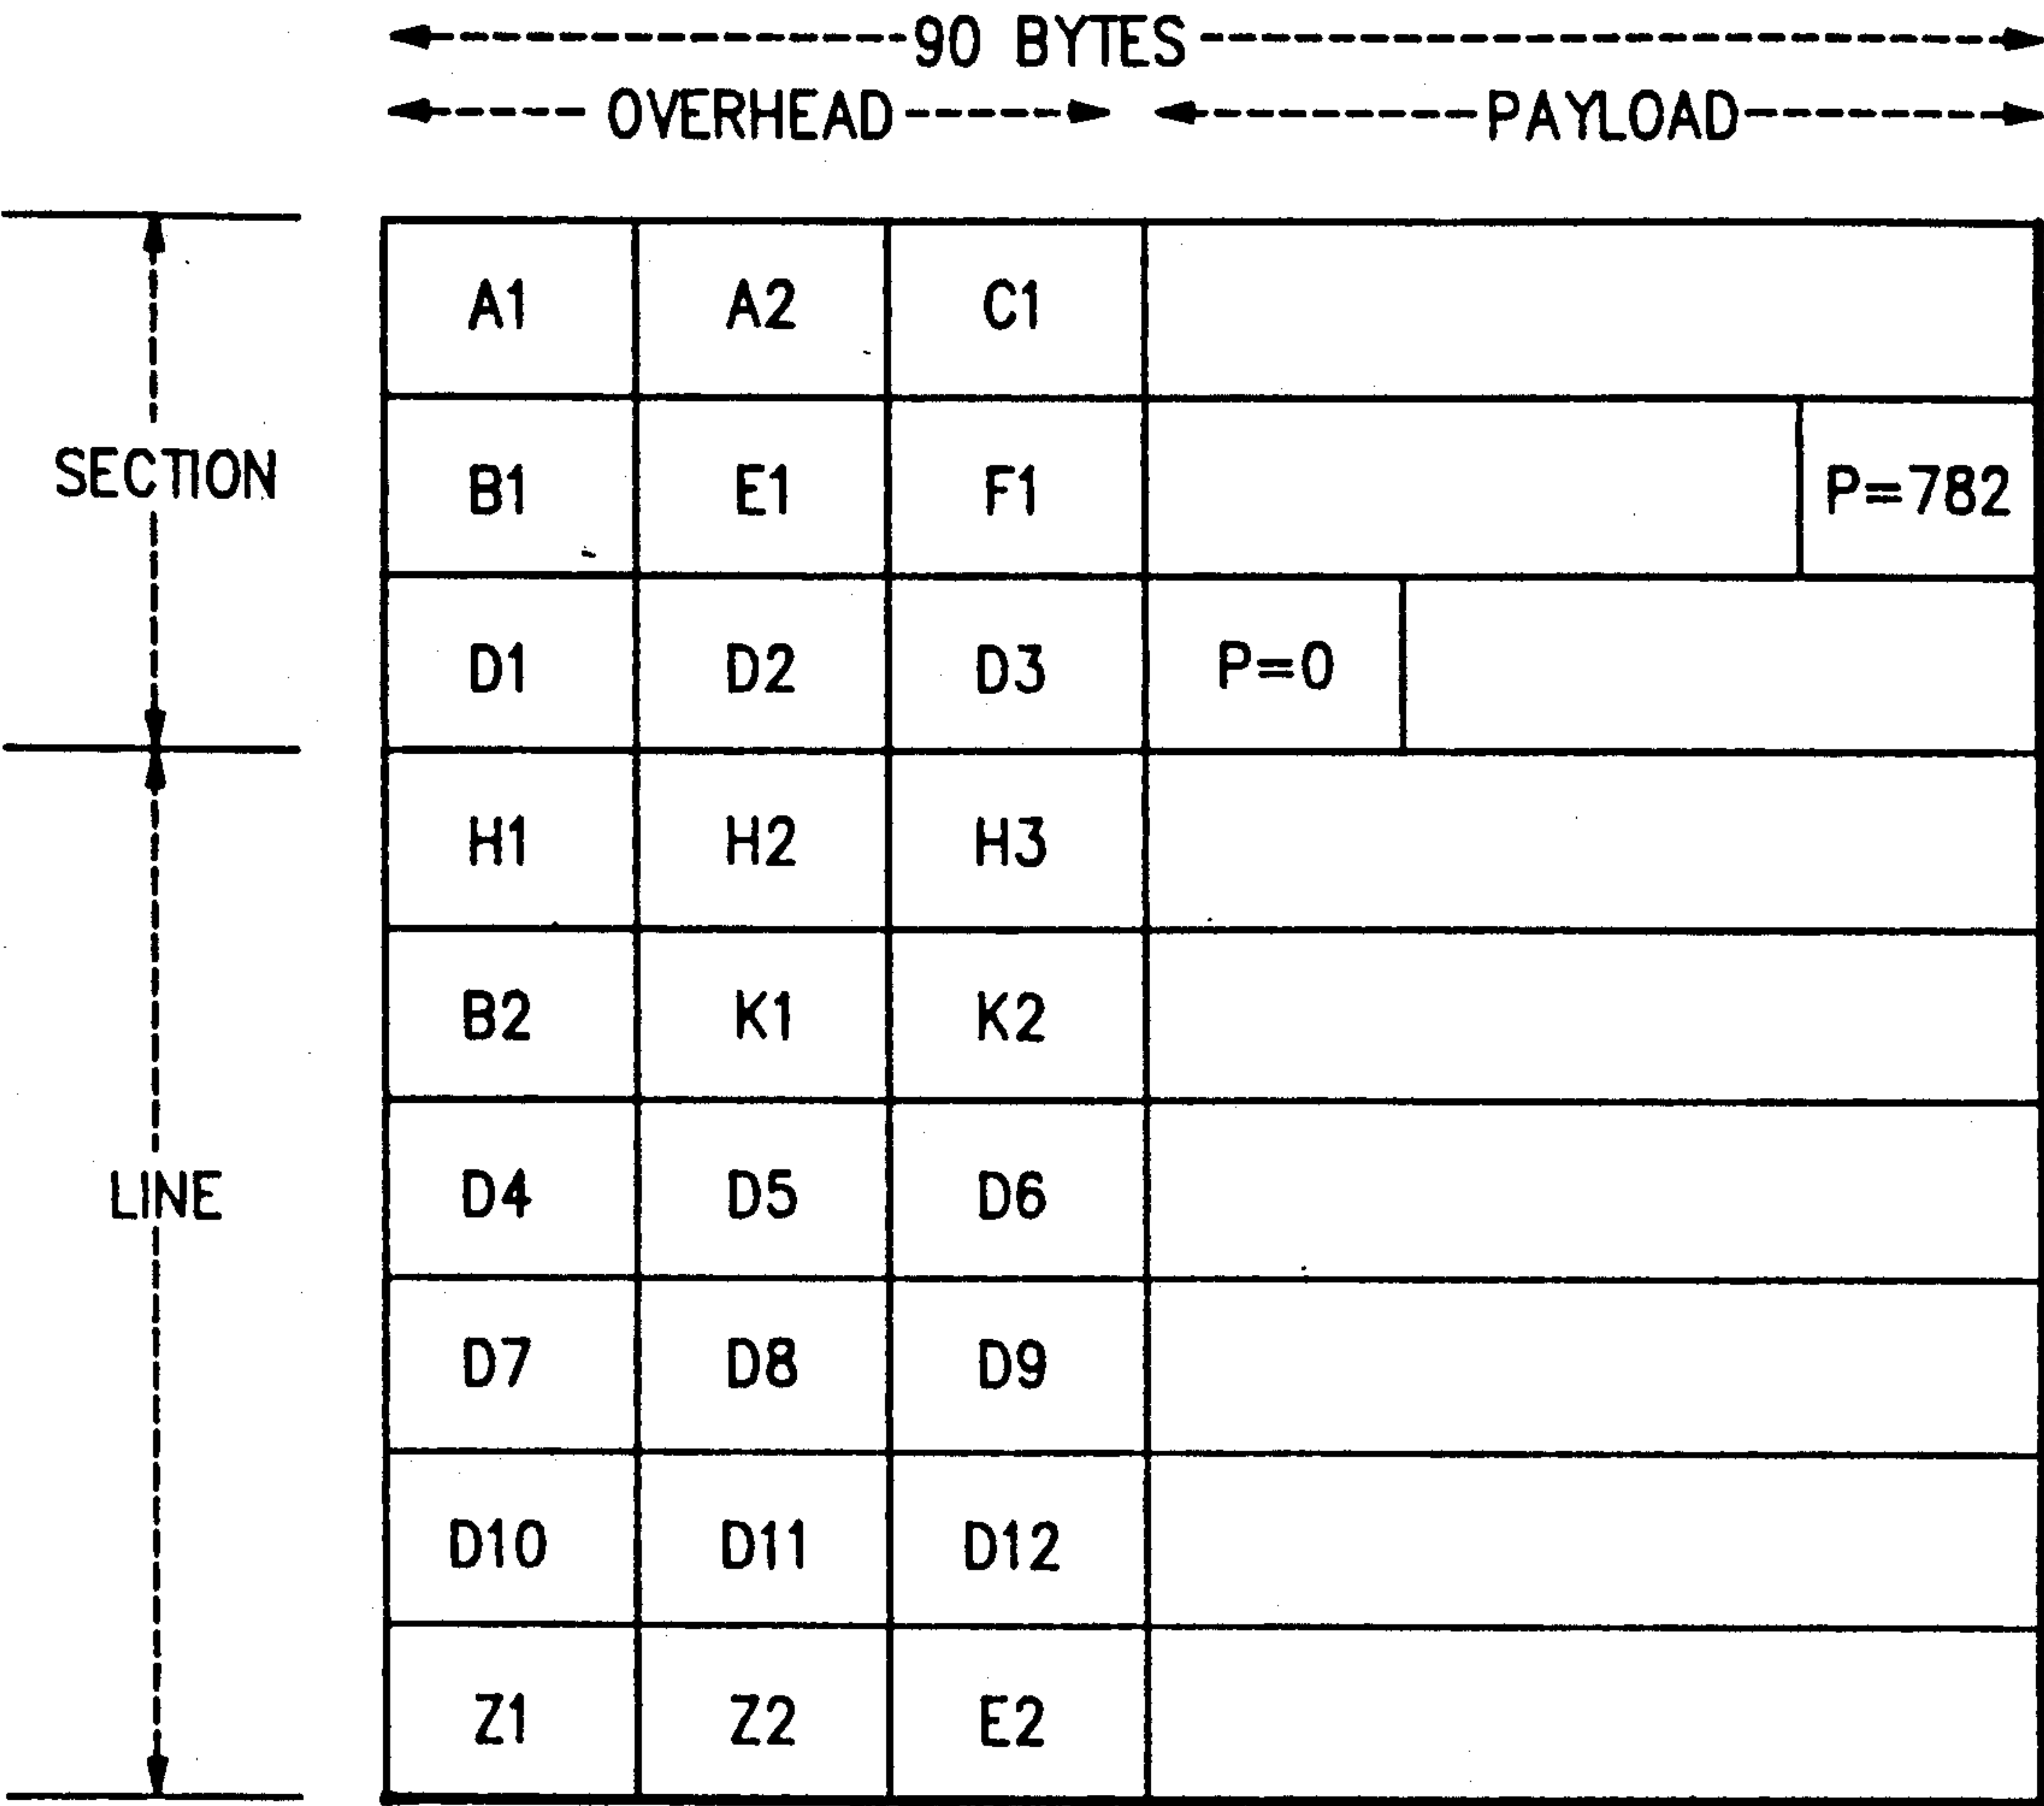 90 BYTES
OVERHEAD PAYLOAD
A1 A2 C1
SECTION B1 E1 F1 P=782
D1 D2 D3 P=0
H1 H2 H3
B2 K1 K2
LINE D4 D5 D6
D7 D8 D9
D10 D11 D12
Z1 Z2 E2